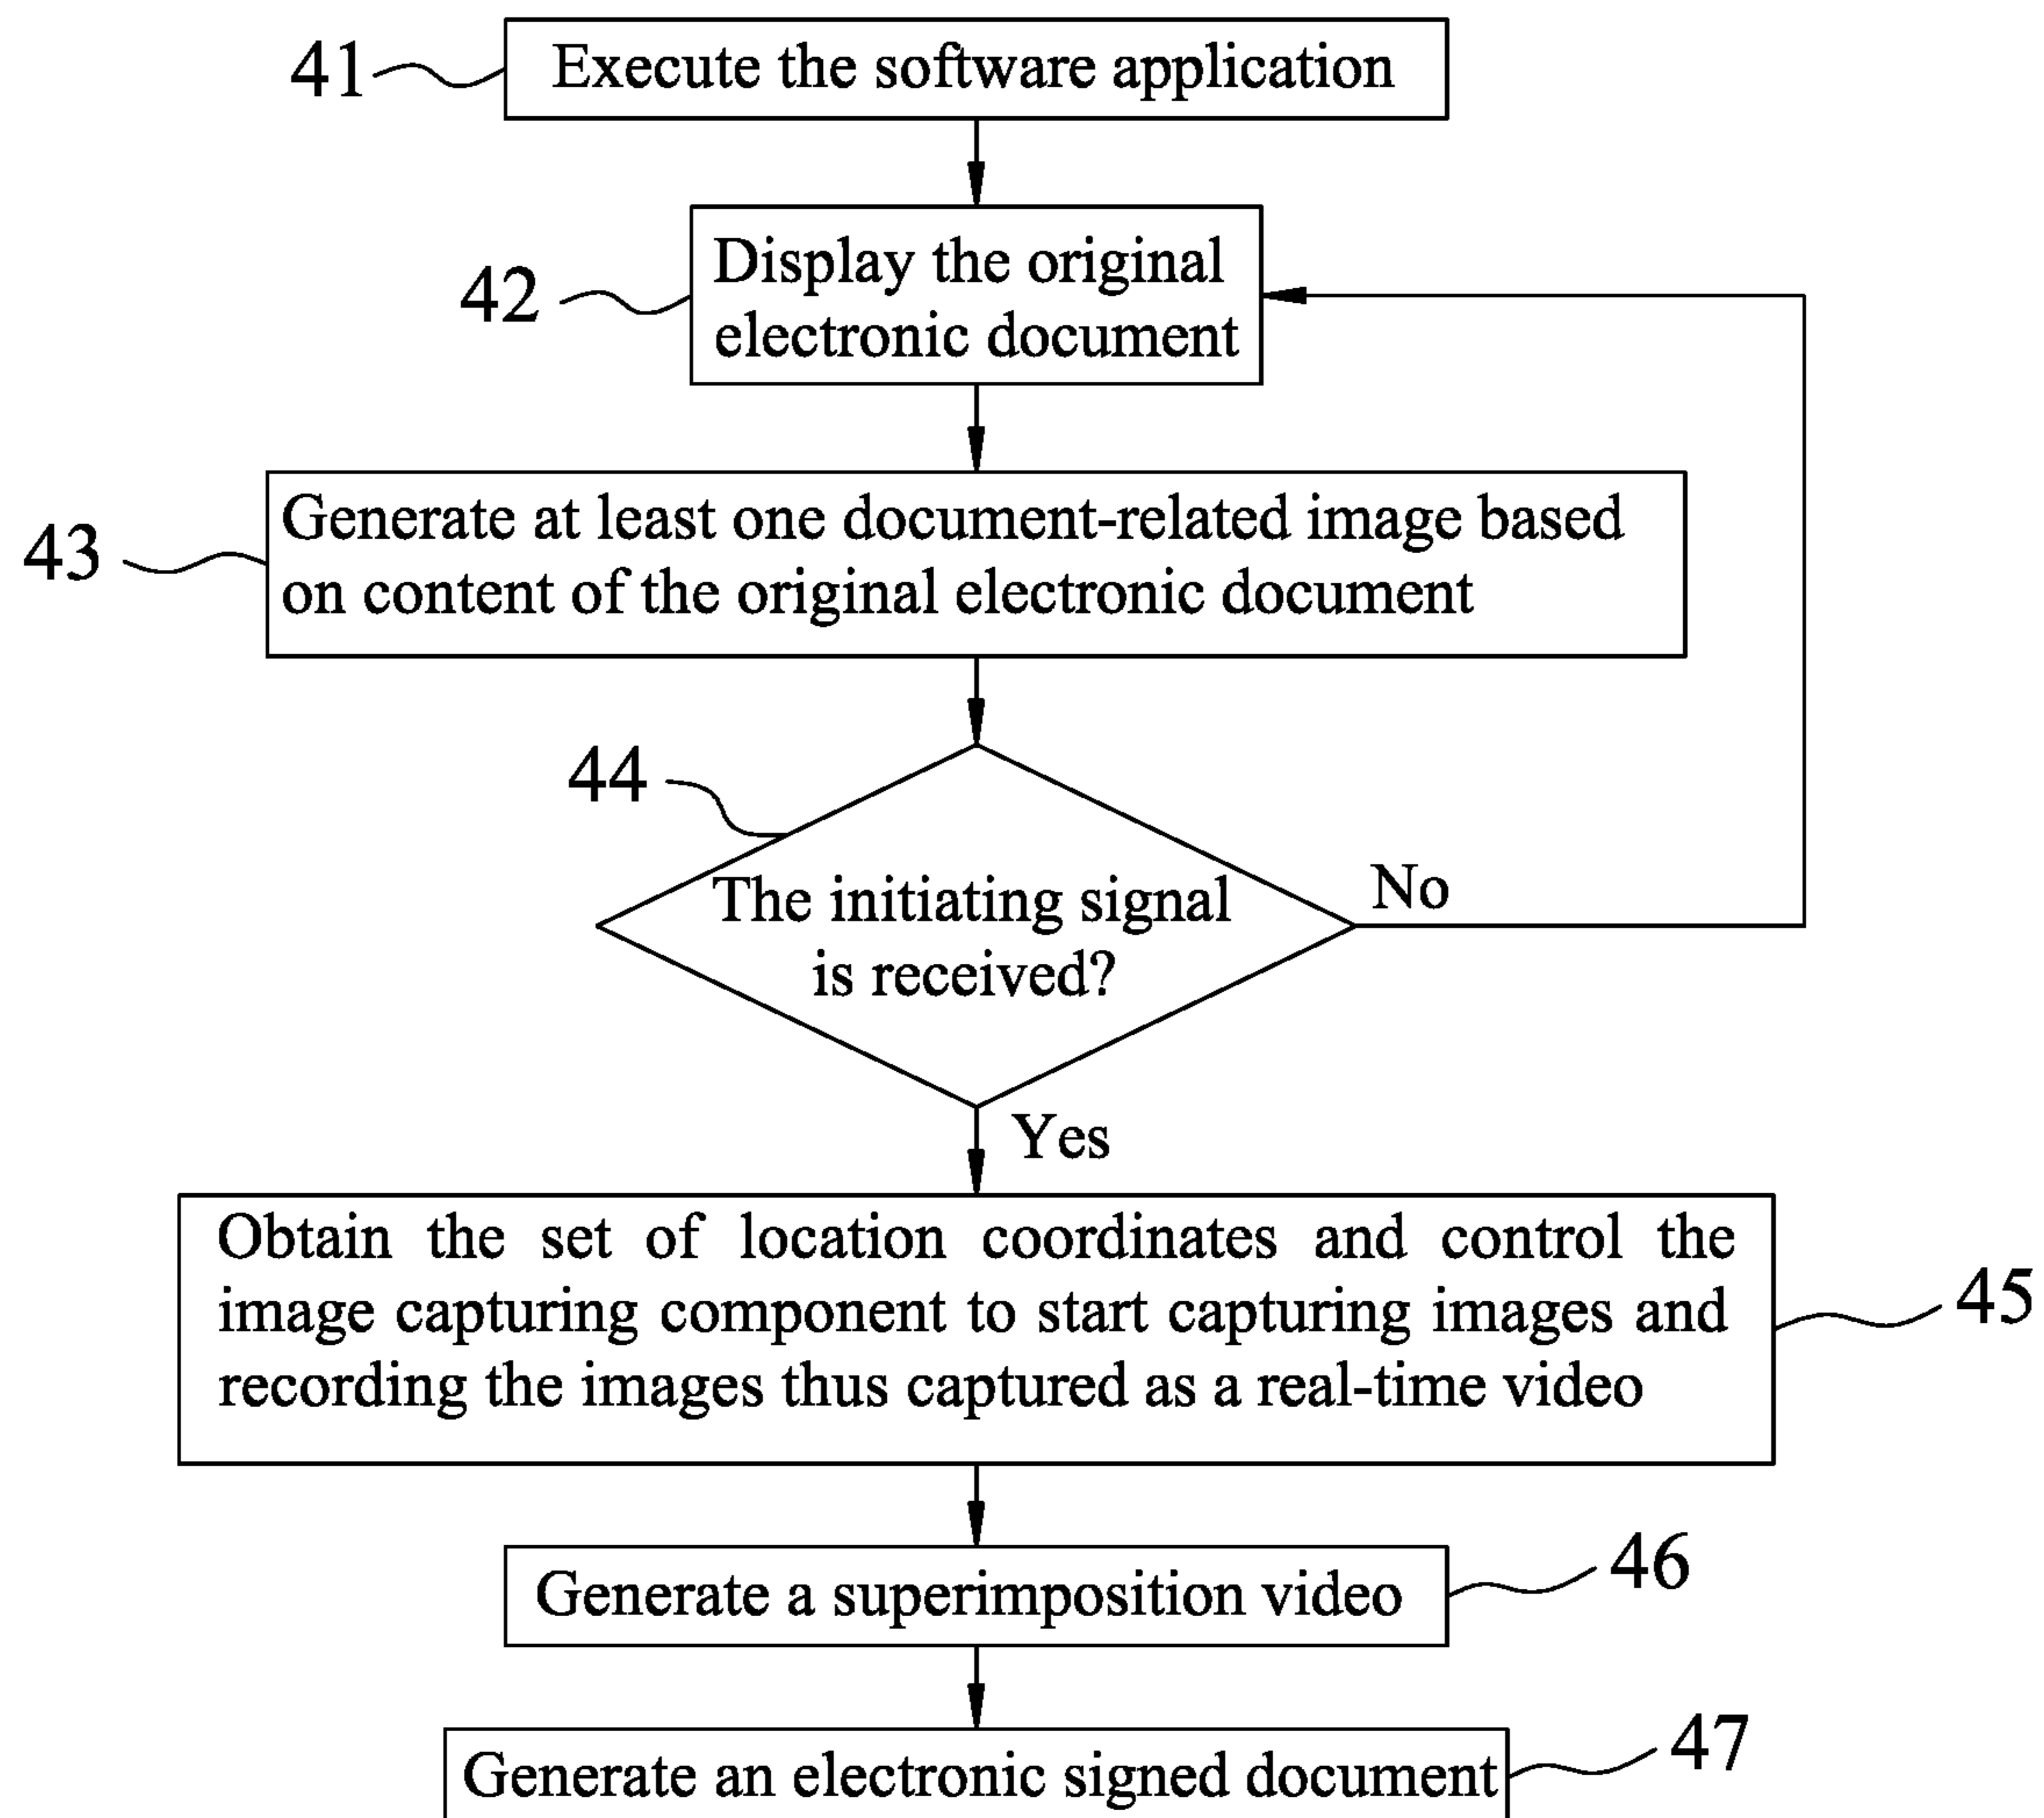 41
Execute the software application
42
Display the original
electronic document
43
Generate at least one document-related image based
on content of the original electronic document
44
The initiating signal
is received?
No
Yes
Obtain the set of location coordinates and control the
image capturing component to start capturing images and
recording the images thus captured as a real-time video
45
Generate a superimposition video
46
Generate an electronic signed document
47